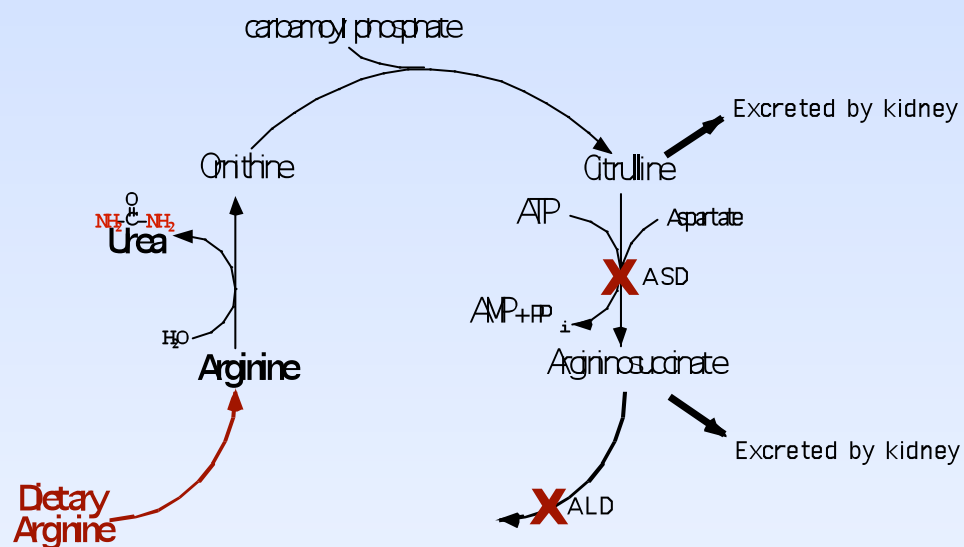 carbamoyl phosphate
Excreted by kidney
Ornithine
Citrulline
ATP
Aspartate
O
NH2-C-NH2
Urea
X ASD
AMP+PP i
H2O
Arginine
Argininosuccinate
Excreted by kidney
Dietary
Arginine
X ALD